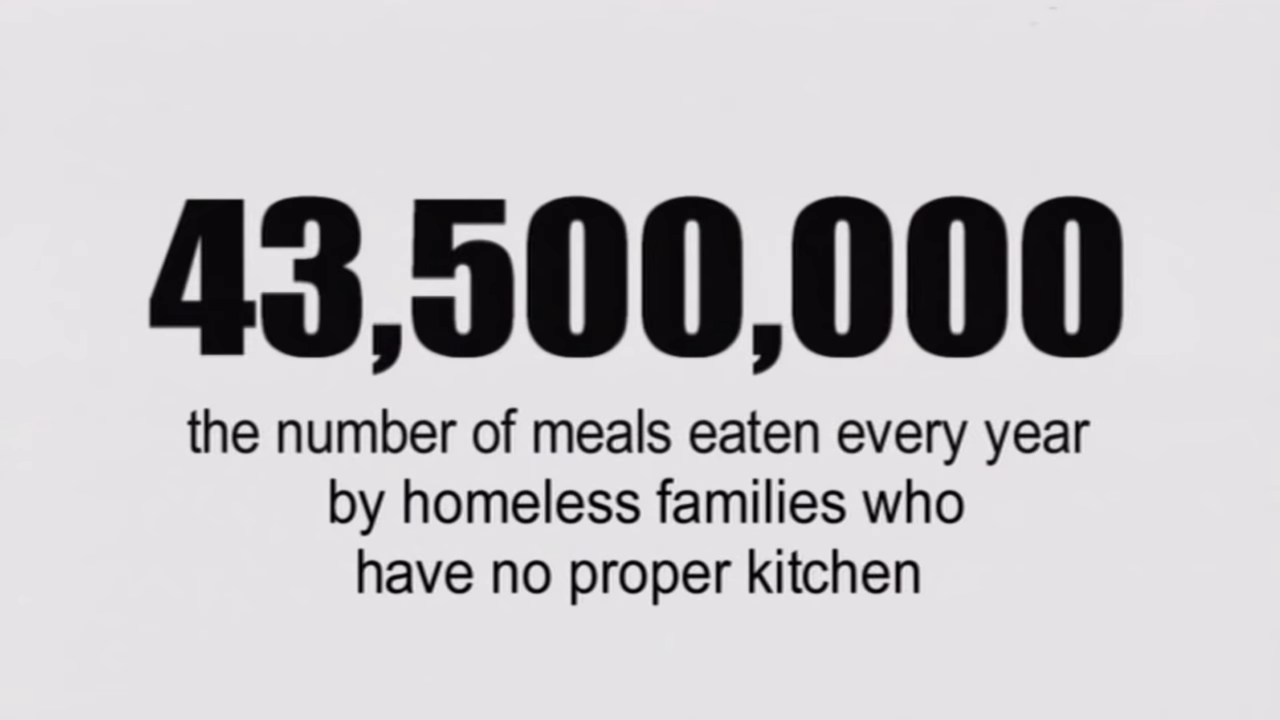 43,500,000
the number of meals eaten every year
by homeless families who
have no proper kitchen